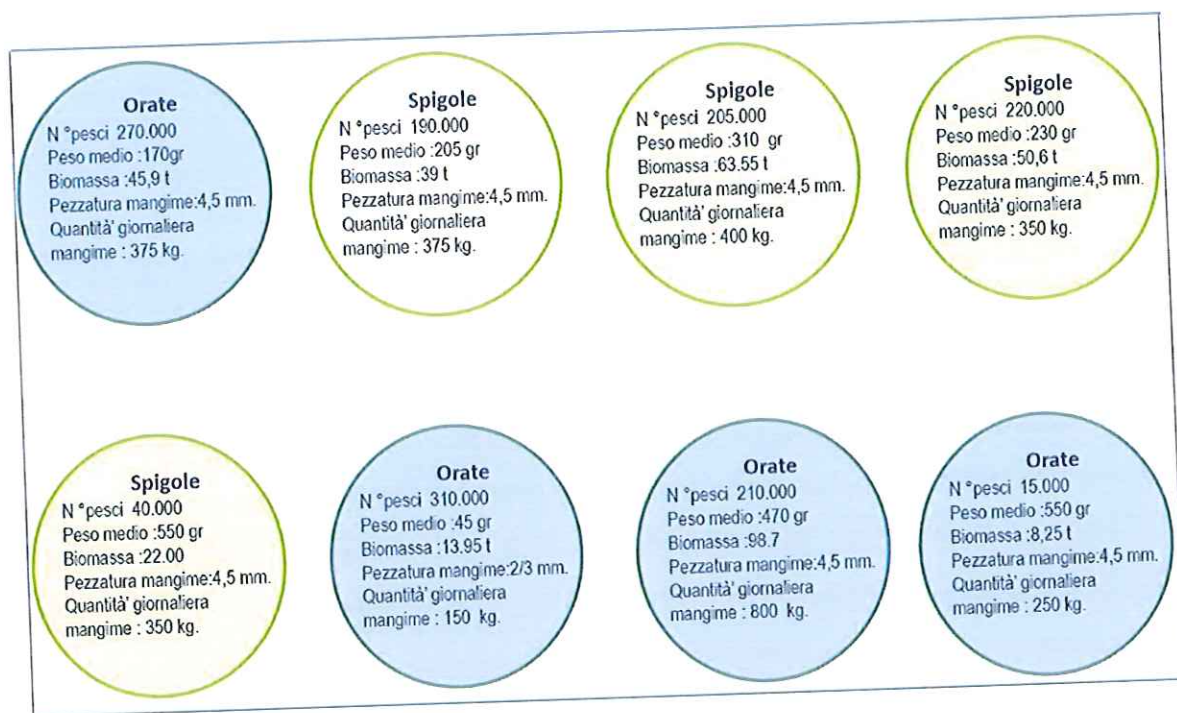 Orate
N °pesci 270.000
Peso medio :170gr
Biomassa :45,9 t
Pezzatura mangime:4,5 mm.
Quantità' giornaliera
mangime : 375 kg.
Spigole
N °pesci 190.000
Peso medio :205 gr
Biomassa :39 t
Pezzatura mangime:4,5 mm.
Quantità' giornaliera
mangime : 375 kg.
Spigole
N °pesci 205.000
Peso medio :310 gr
Biomassa :63.55 t
Pezzatura mangime:4,5 mm.
Quantità' giornaliera
mangime : 400 kg.
Spigole
N °pesci 220.000
Peso medio :230 gr
Biomassa :50,6 t
Pezzatura mangime:4,5 mm.
Quantità' giornaliera
mangime : 350 kg.
Spigole
N °pesci 40.000
Peso medio :550 gr
Biomassa :22.00
Pezzatura mangime:4,5 mm.
Quantità' giornaliera
mangime : 350 kg.
Orate
N °pesci 310.000
Peso medio :45 gr
Biomassa :13.95 t
Pezzatura mangime:2/3 mm.
Quantità' giornaliera
mangime : 150 kg.
Orate
N °pesci 210.000
Peso medio :470 gr
Biomassa :98.7
Pezzatura mangime:4,5 mm.
Quantità' giornaliera
mangime : 800 kg.
Orate
N °pesci 15.000
Peso medio :550 gr
Biomassa :8,25 t
Pezzatura mangime:4,5 mm.
Quantità' giornaliera
mangime : 250 kg.